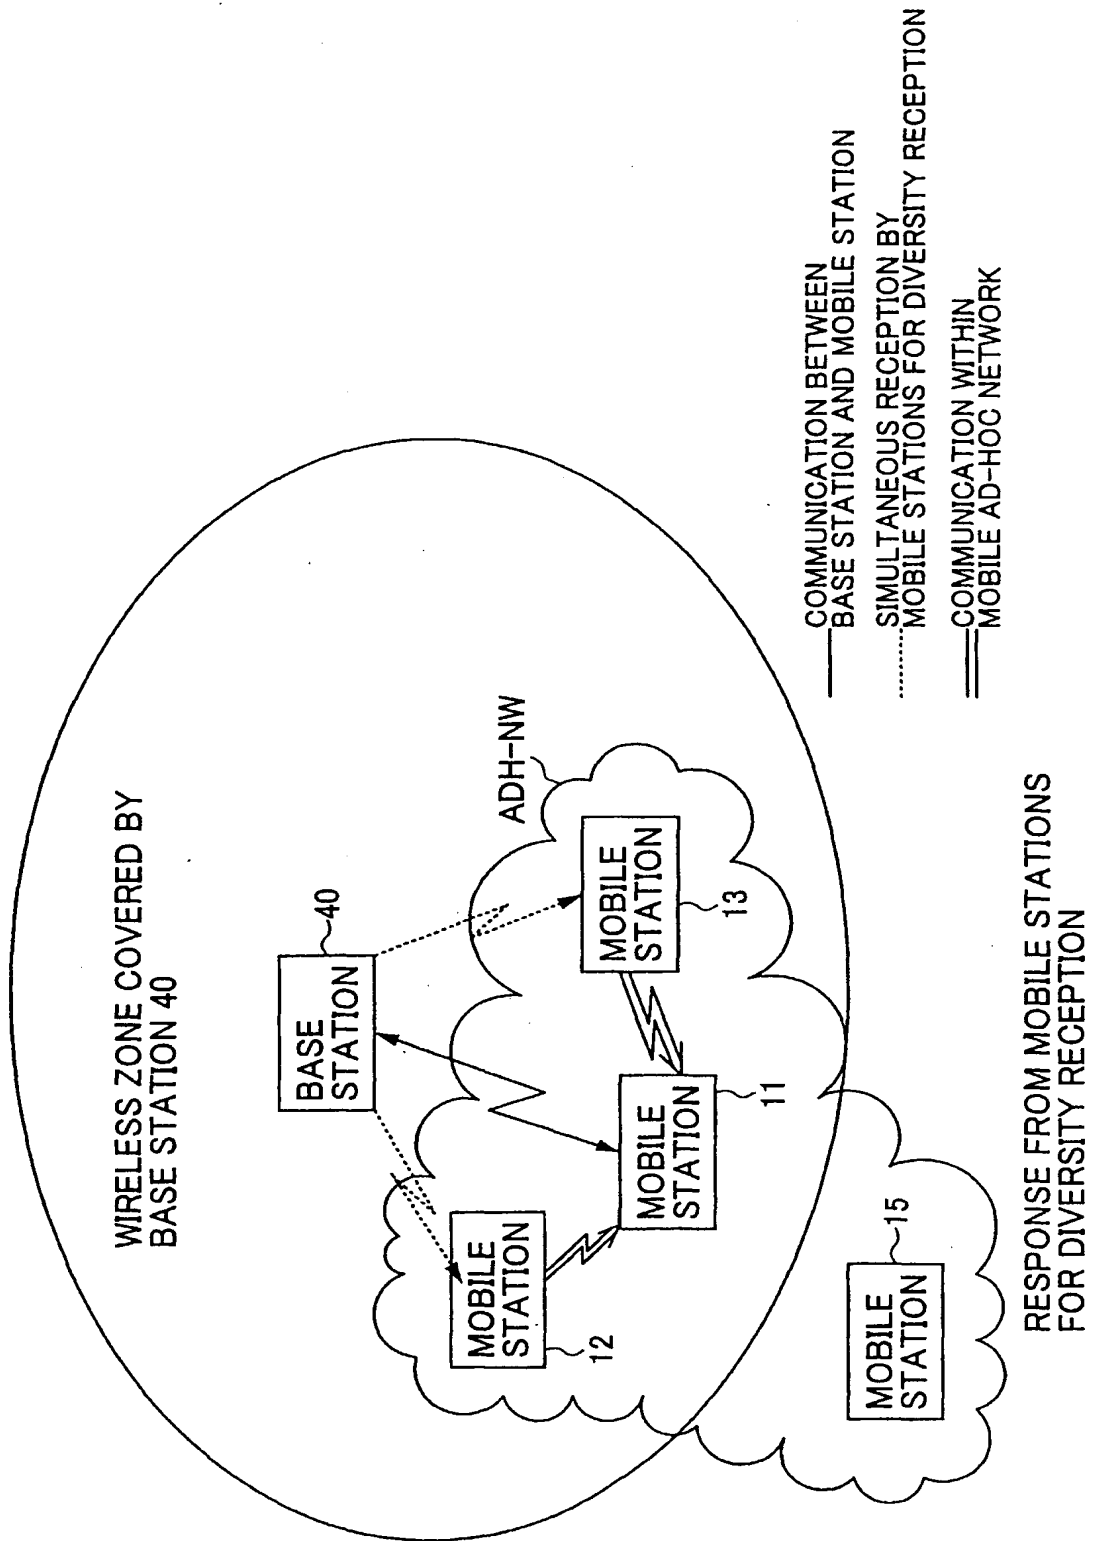 WIRELESS ZONE COVERED BY
BASE STATION 40
BASE
STATION
40
ADH-NW
MOBILE
STATION
12
MOBILE
STATION
13
MOBILE
STATION
11
MOBILE
STATION
15
COMMUNICATION BETWEEN
BASE STATION AND MOBILE STATION
SIMULTANEOUS RECEPTION BY
MOBILE STATIONS FOR DIVERSITY RECEPTION
COMMUNICATION WITHIN
MOBILE AD-HOC NETWORK
RESPONSE FROM MOBILE STATIONS
FOR DIVERSITY RECEPTION